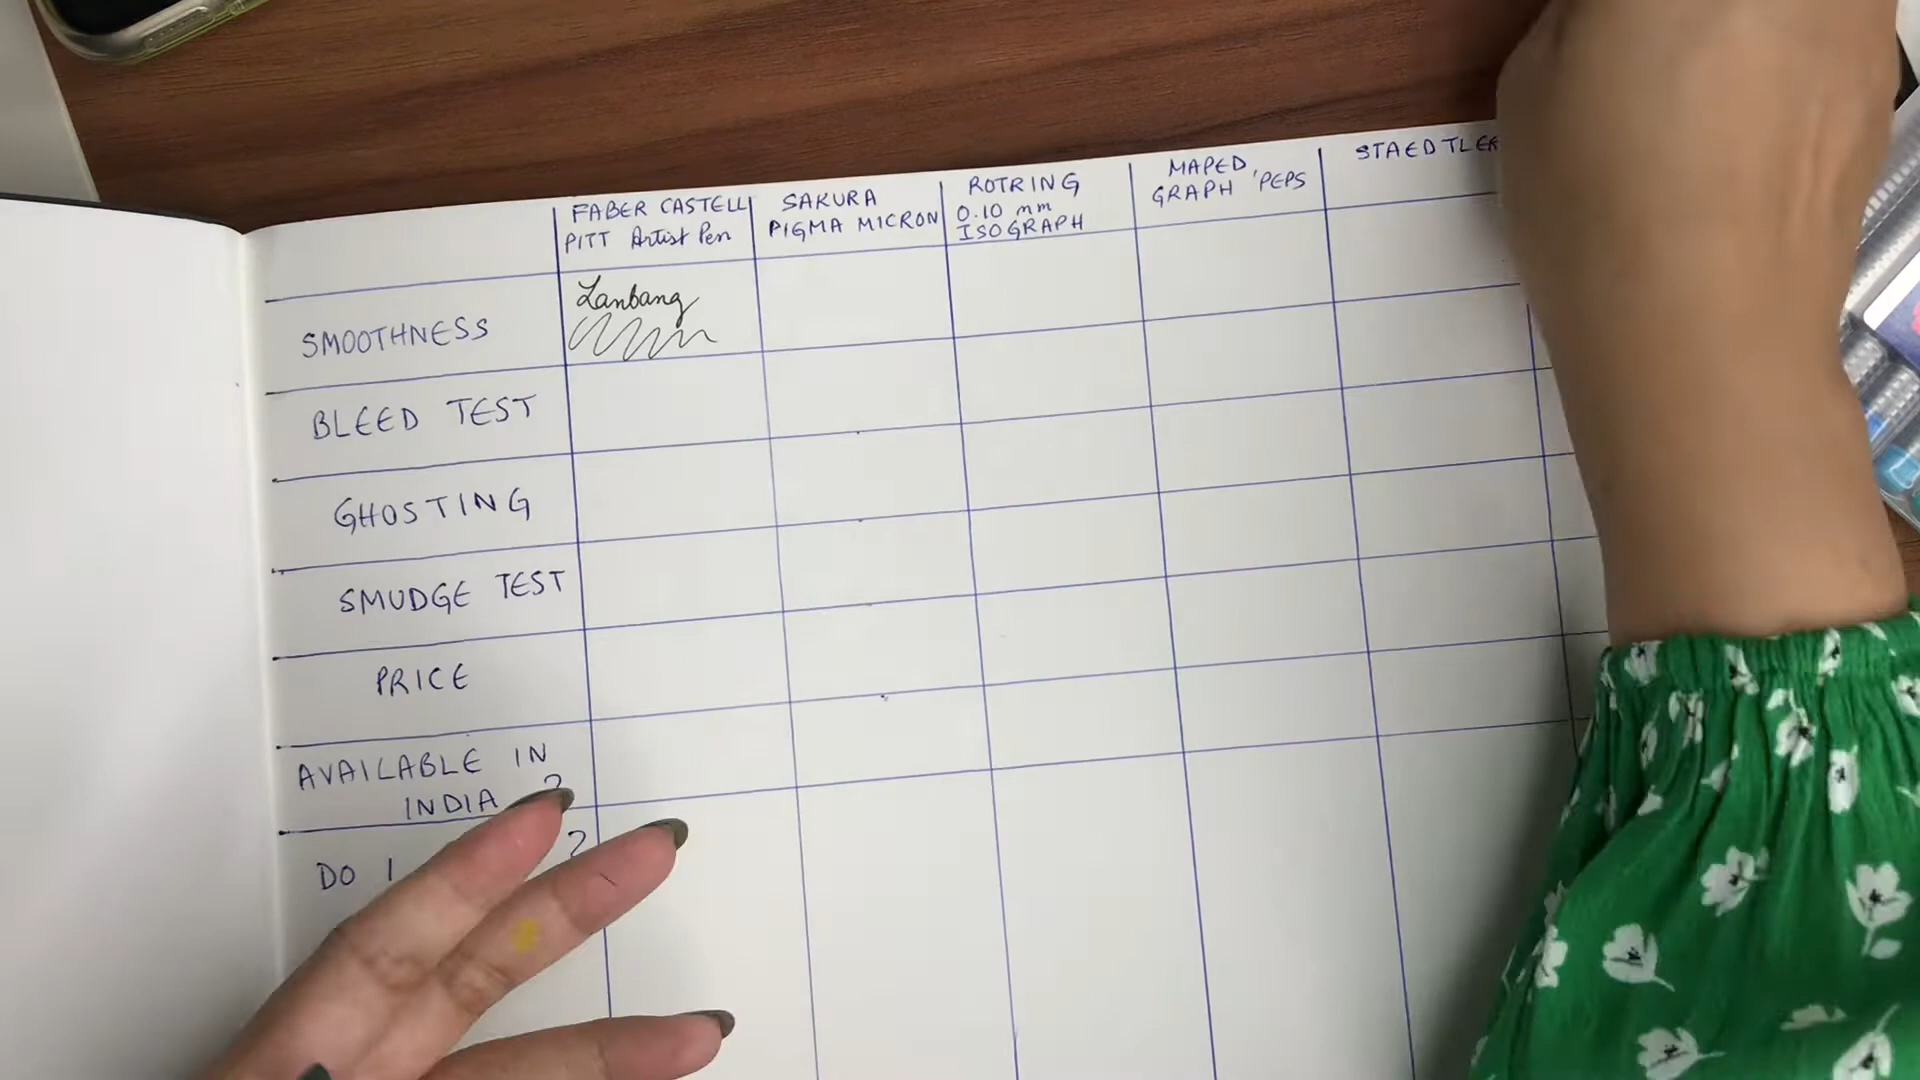 FABER CASTELL
PITT Artist Pen
SAKURA
PIGMA MICRON
ROTRING
0.10 mm
ISOGRAPH
MAPED
GRAPH 'PEPS
STAEDTLER
SMOOTHNESS
Lanbang
BLEED TEST
GHOSTING
SMUDGE TEST
PRICE
AVAILABLE IN
INDIA ?
DO I ?